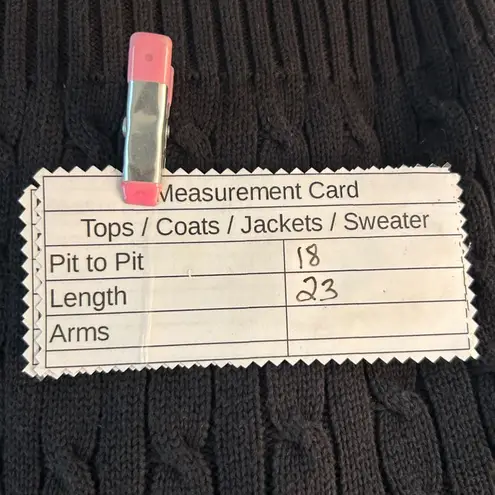 Measurement Card
Tops / Coats / Jackets / Sweater
Pit to Pit 18
Length 23
Arms